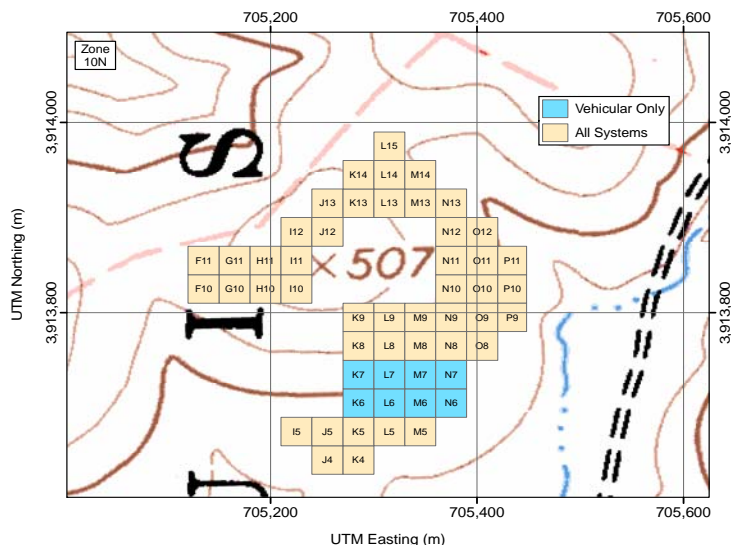 705,200 705,400 705,600
Zone
10N
3,914,000 3,914,000
Vehicular Only
All Systems
S
L15
K14 L14 M14
J13 K13 L13 M13 N13
I12 J12 N12 O12
F11 G11 H11 I11 × 507 N11 O11 P11
F10 G10 H10 I10 N10 O10 P10
3,913,800 3,913,800
I
K9 L9 M9 N9 O9 P9
K8 L8 M8 N8 O8
K7 L7 M7 N7
K6 L6 M6 N6
I5 J5 K5 L5 M5
J4 K4
UTM Northing (m)
705,200 705,400 705,600
UTM Easting (m)